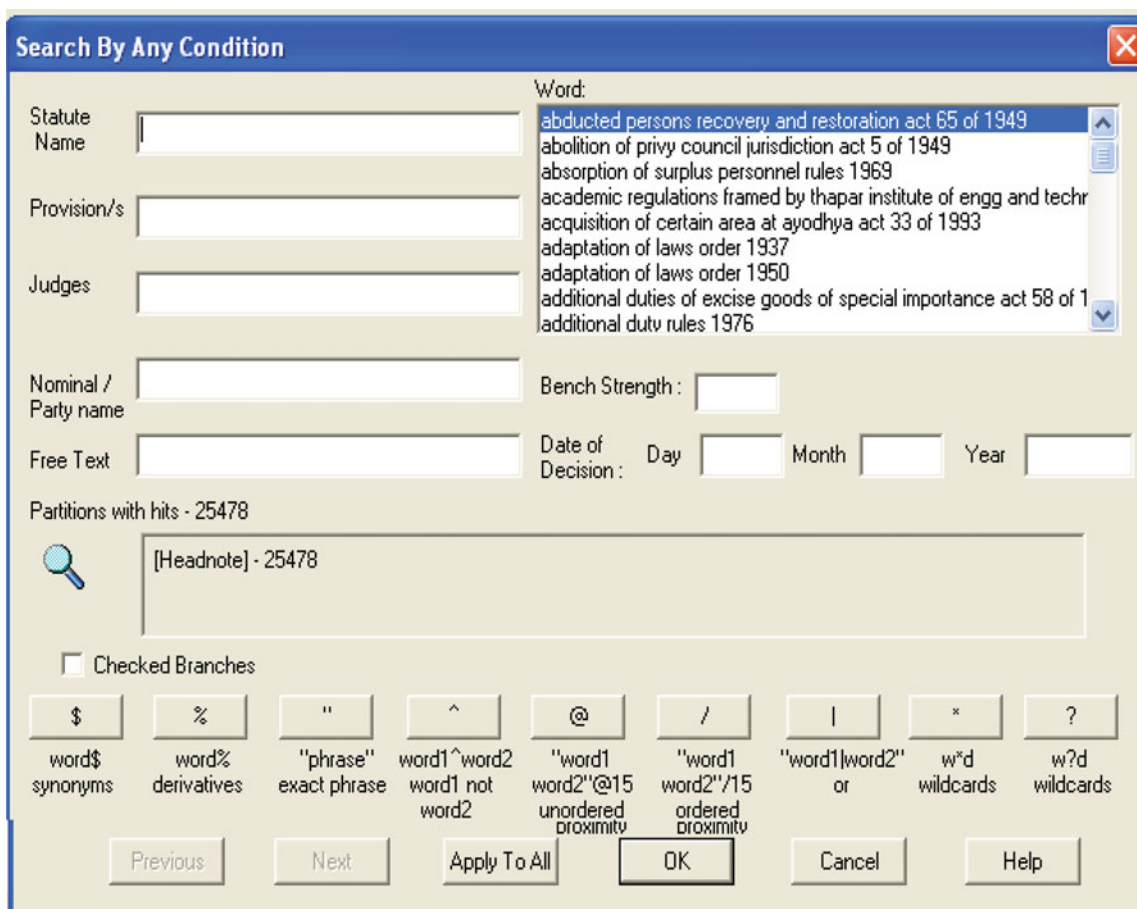 Search By Any Condition
Statute
Name
Provision/s
Judges
Nominal /
Party name
Free Text
Word:
abducted persons recovery and restoration act 65 of 1949
abolition of privy council jurisdiction act 5 of 1949
absorption of surplus personnel rules 1969
academic regulations framed by thapar institute of engg and techr
acquisition of certain area at ayodhya act 33 of 1993
adaptation of laws order 1937
adaptation of laws order 1950
additional duties of excise goods of special importance act 58 of 1
additional duty rules 1976
Bench Strength :
Date of
Decision :
Day
Month
Year
Partitions with hits - 25478
[Headnote] - 25478
Checked Branches
$
word$
synonyms
%
word%
derivatives
"
"phrase"
exact phrase
^
word1^word2
word1 not
word2
@
"word1
word2"@15
unordered
proximity
/
"word1
word2"/15
ordered
proximity
|
"word1|word2"
or
*
w*d
wildcards
?
w?d
wildcards
Previous
Next
Apply To All
OK
Cancel
Help